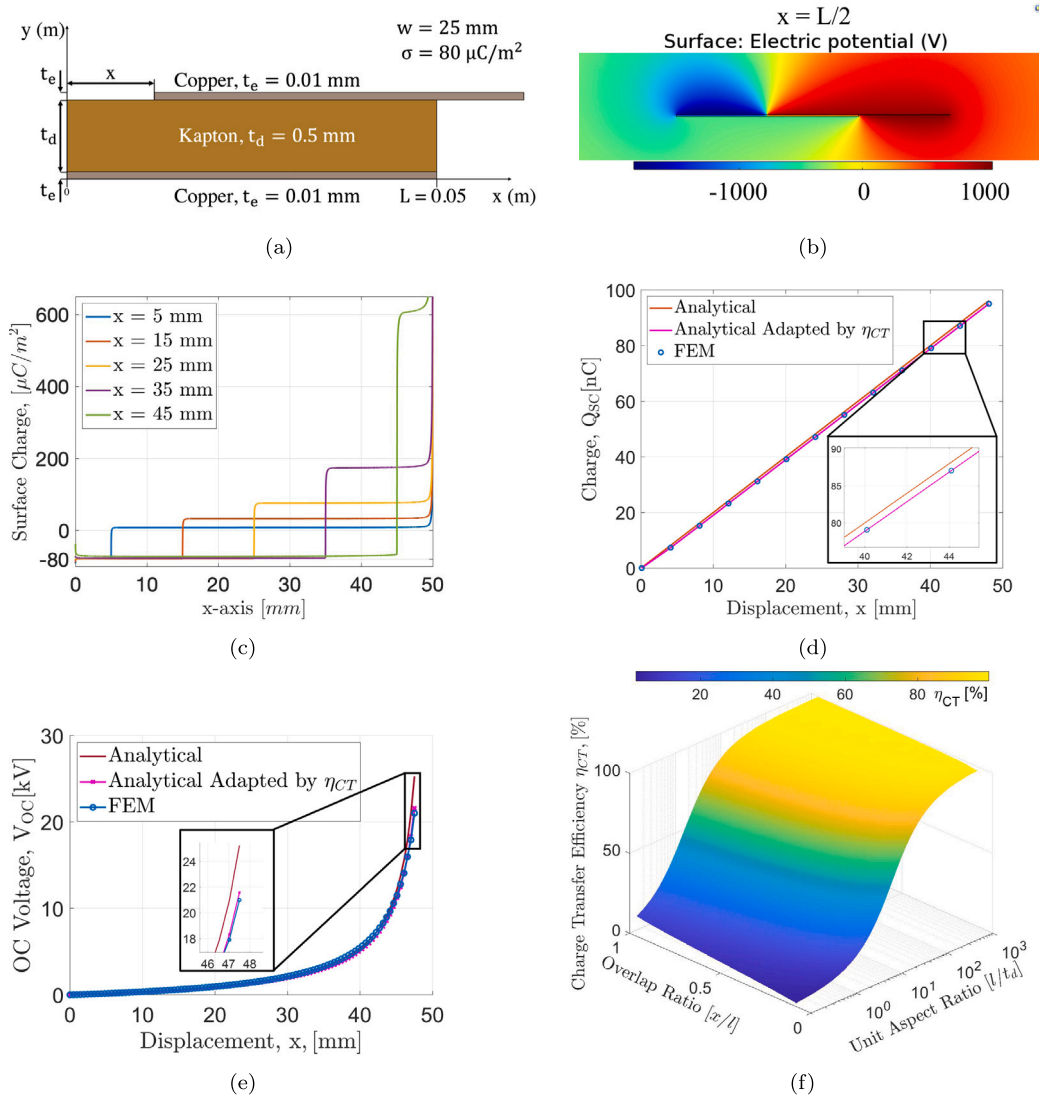 y (m)
w = 25 mm
σ = 80 μC/m²
tₑ
x
Copper, tₑ = 0.01 mm
t_d
Kapton, t_d = 0.5 mm
tₑ
0
Copper, tₑ = 0.01 mm
L = 0.05
x (m)
(a)
x = L/2
Surface: Electric potential (V)
-1000
0
1000
(b)
Surface Charge, [μC/m²]
600
400
200
0
-80
x = 5 mm
x = 15 mm
x = 25 mm
x = 35 mm
x = 45 mm
0 10 20 30 40 50
x-axis [mm]
(c)
Charge, Q_SC[nC]
100
80
60
40
20
0
Analytical
Analytical Adapted by η_CT
FEM
90
85
80
40 42 44
0 10 20 30 40 50 60
Displacement, x [mm]
(d)
OC Voltage, V_OC[kV]
30
20
10
0
Analytical
Analytical Adapted by η_CT
FEM
24
22
20
18
46 47 48
0 10 20 30 40 50
Displacement, x, [mm]
(e)
20 40 60 80 η_CT [%]
Charge Transfer Efficiency η_CT, [%]
100
50
0
1
0.5
0
Overlap Ratio [x/l]
10⁰
10¹
10²
10³
Unit Aspect Ratio [l/t_d]
(f)